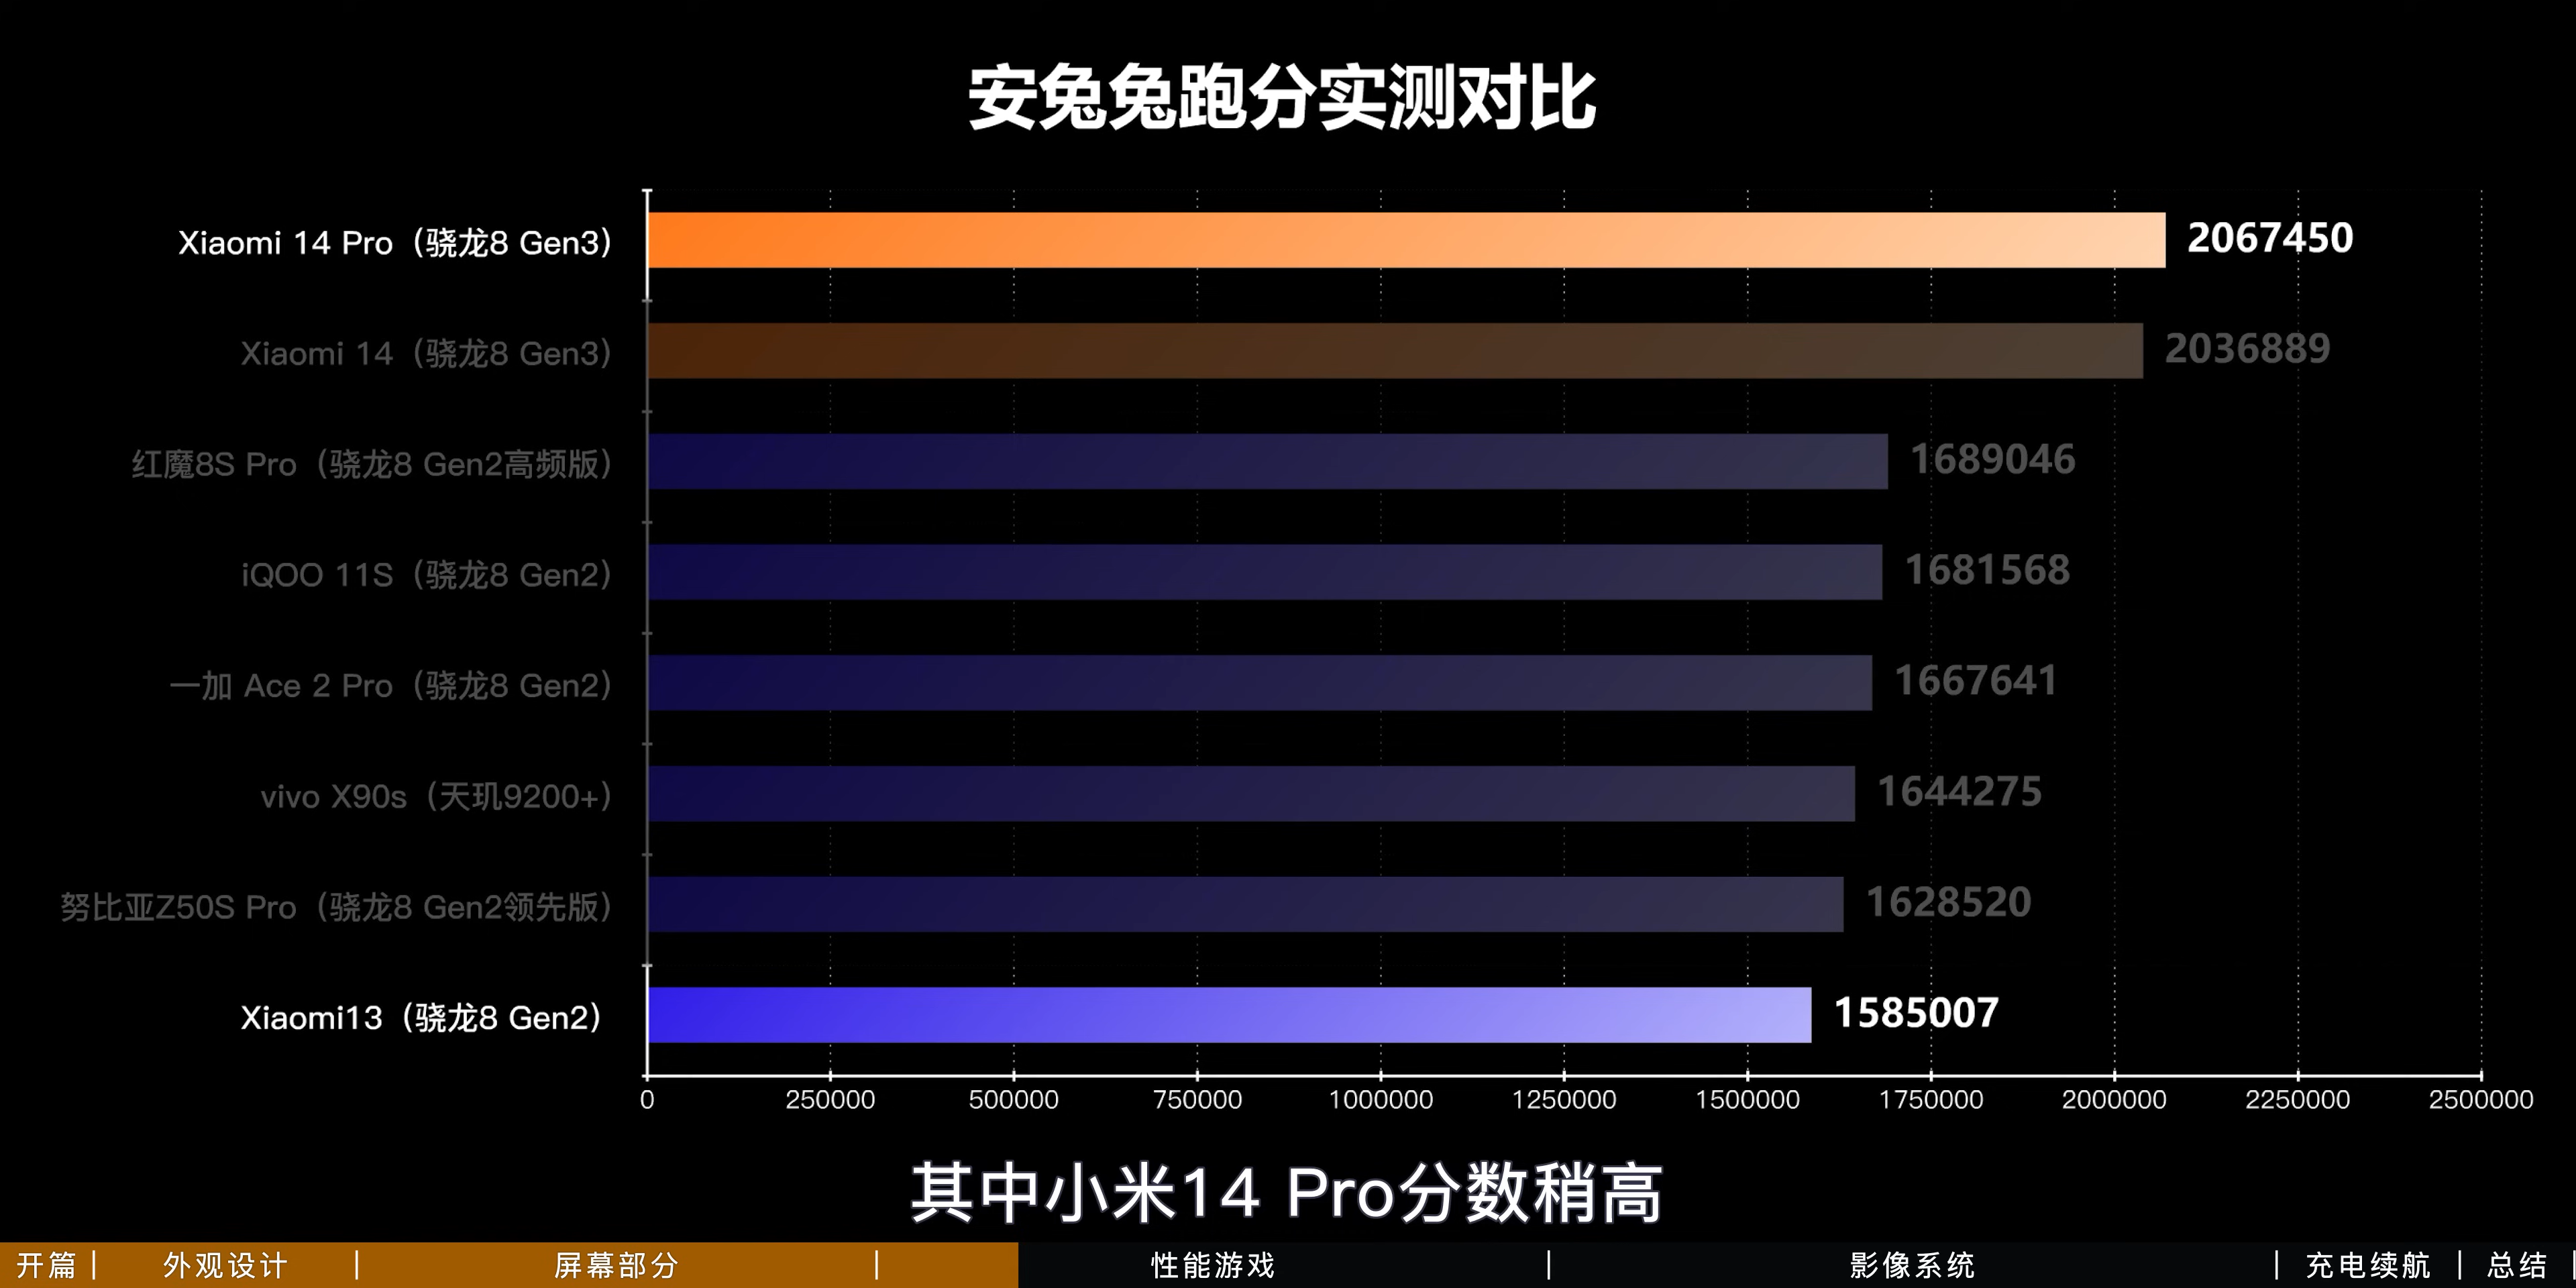 安兔兔跑分实测对比
Xiaomi 14 Pro（骁龙8 Gen3） 2067450
Xiaomi 14（骁龙8 Gen3） 2036889
红魔8S Pro（骁龙8 Gen2高频版） 1689046
iQOO 11S（骁龙8 Gen2） 1681568
一加 Ace 2 Pro（骁龙8 Gen2） 1667641
vivo X90s（天玑9200+） 1644275
努比亚Z50S Pro（骁龙8 Gen2领先版） 1628520
Xiaomi13（骁龙8 Gen2） 1585007
0 250000 500000 750000 1000000 1250000 1500000 1750000 2000000 2250000 2500000
其中小米14 Pro分数稍高
开篇 | 外观设计 | 屏幕部分 | 性能游戏 | 影像系统 | 充电续航 | 总结